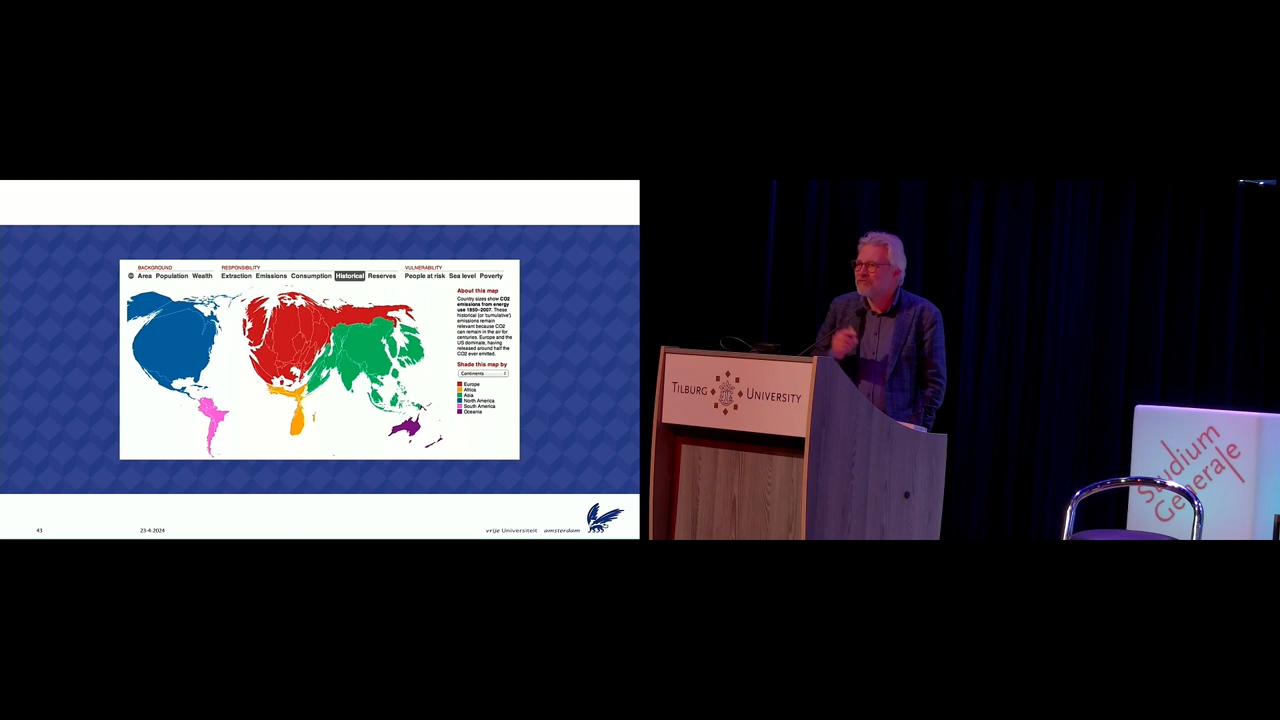 BACKGROUND RESPONSIBILITY VULNERABILITY
Area Population Wealth Extraction Emissions Consumption Historical Reserves People at risk Sea level Poverty
About this map
Country sizes show CO2
emissions from energy
use 1850–2007. These
historical (or 'cumulative')
emissions remain
relevant because CO2
can remain in the air for
centuries. Europe and the
US dominate, having
released around half the
CO2 ever emitted.
Shade this map by
Continents
Europe
Africa
Asia
North America
South America
Oceania
43 23-4-2024 vrije Universiteit amsterdam
TILBURG UNIVERSITY
Studium
Generale